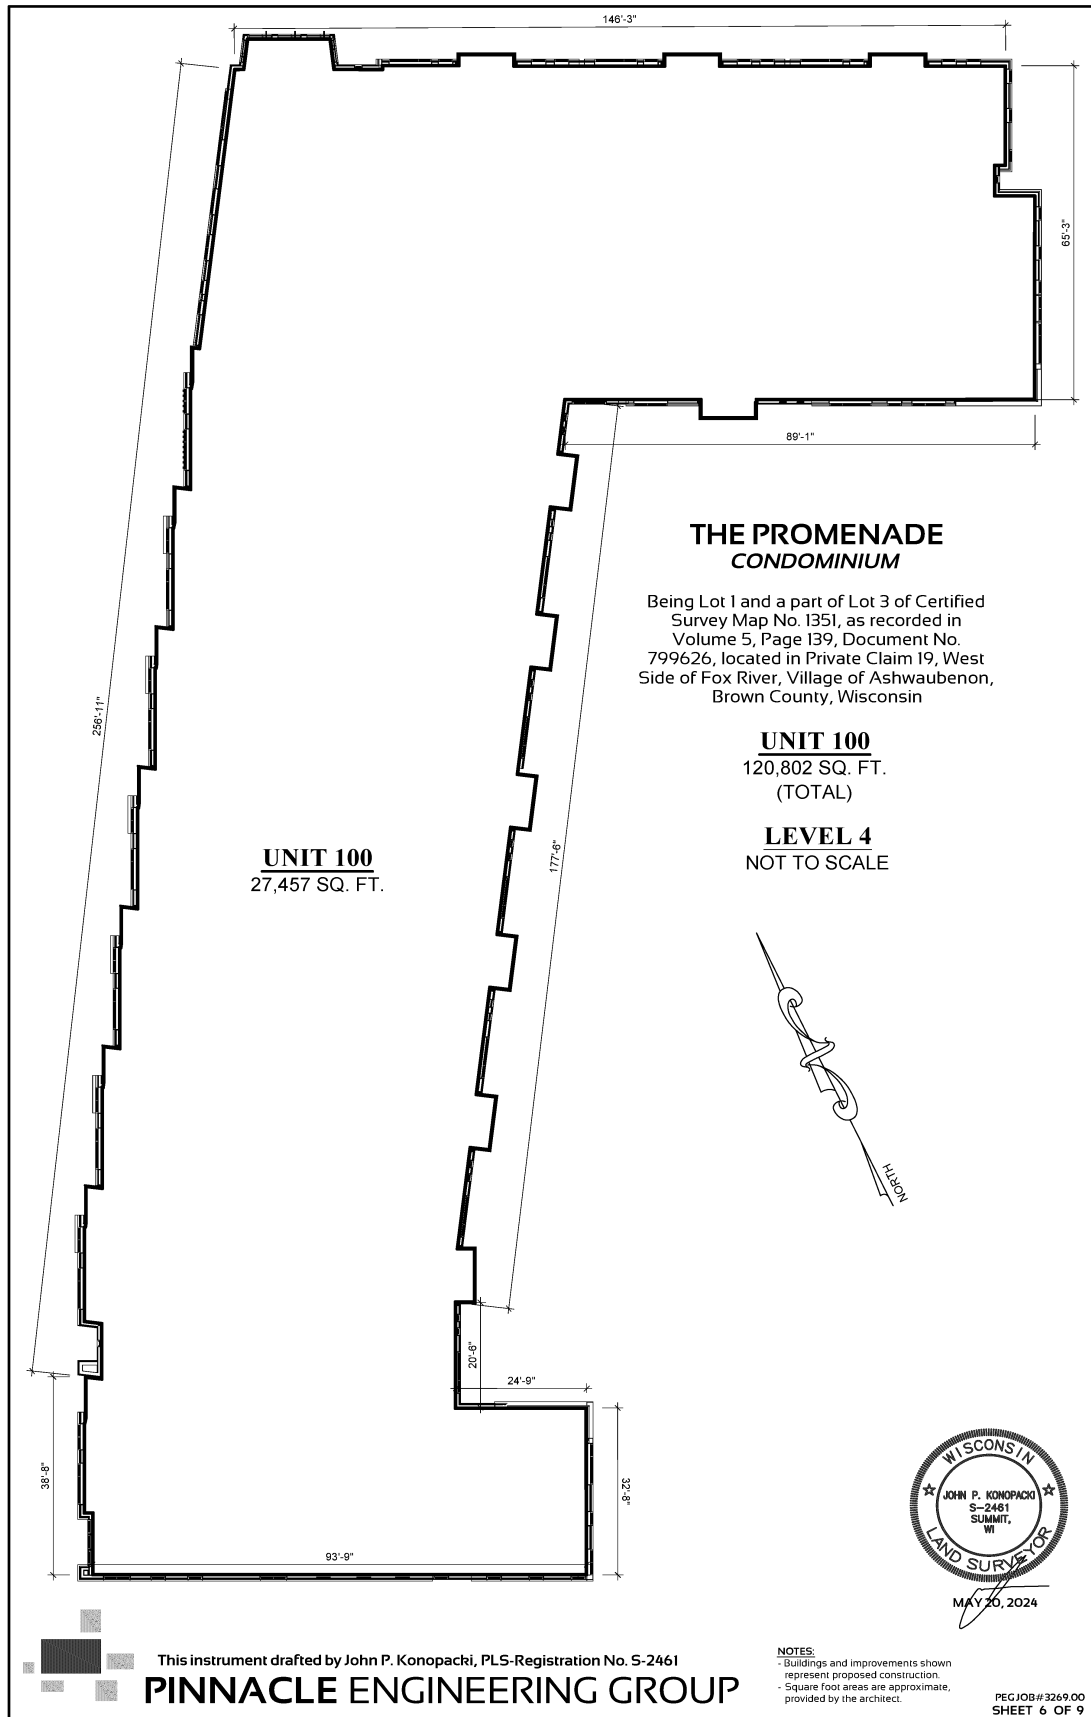 146'-3"
65'-3"
89'-1"
THE PROMENADE
CONDOMINIUM
Being Lot 1 and a part of Lot 3 of Certified
Survey Map No. 1351, as recorded in
Volume 5, Page 139, Document No.
799626, located in Private Claim 19, West
Side of Fox River, Village of Ashwaubenon,
Brown County, Wisconsin
UNIT 100
120,802 SQ. FT.
(TOTAL)
LEVEL 4
NOT TO SCALE
256'-11"
177'-6"
UNIT 100
27,457 SQ. FT.
NORTH
20'-6"
24'-9"
38'-8"
32'-8"
93'-9"
WISCONSIN
JOHN P. KONOPACKI
S-2461
SUMMIT,
WI
LAND SURVEYOR
MAY 20, 2024
This instrument drafted by John P. Konopacki, PLS-Registration No. S-2461
PINNACLE ENGINEERING GROUP
NOTES:
- Buildings and improvements shown
represent proposed construction.
- Square foot areas are approximate,
provided by the architect.
PEG JOB#3269.00
SHEET 6 OF 9